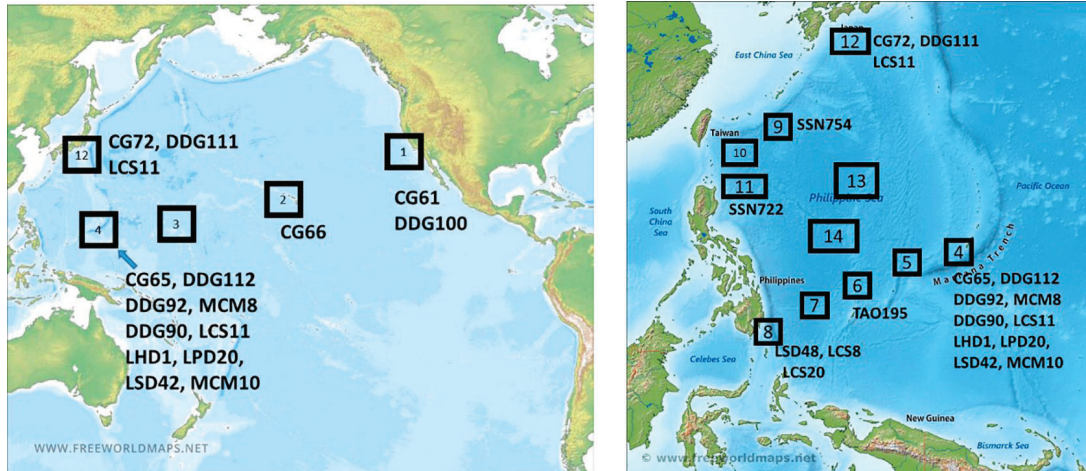 12
CG72, DDG111
LCS11
1
CG61
DDG100
2
CG66
3
4
CG65, DDG112
DDG92, MCM8
DDG90, LCS11
LHD1, LPD20,
LSD42, MCM10
WWW.FREEWORLDMAPS.NET
Japan
12
CG72, DDG111
LCS11
East China Sea
9
SSN754
Taiwan
10
11
SSN722
13
Philippine Sea
Pacific Ocean
South
China
Sea
14
5
4
Mariana Trench
CG65, DDG112
DDG92, MCM8
DDG90, LCS11
LHD1, LPD20,
LSD42, MCM10
Philippines
6
TAO195
7
8
LSD48, LCS8
LCS20
Celebes Sea
New Guinea
Bismarck Sea
© www.freeworldmaps.net